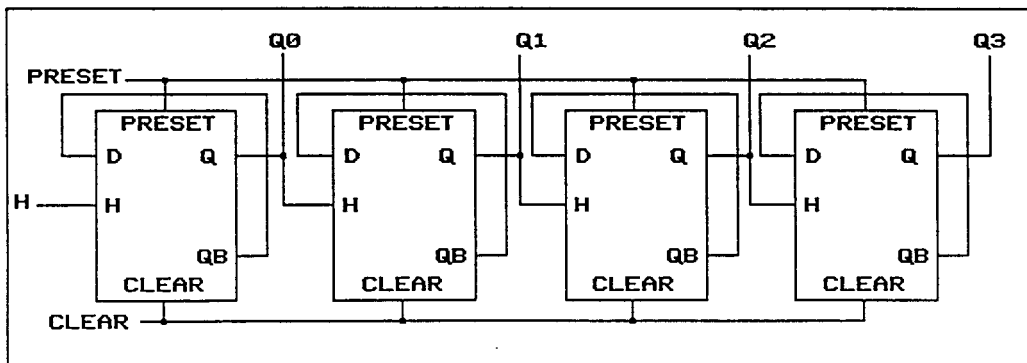 Q0 Q1 Q2 Q3
PRESET
PRESET PRESET PRESET PRESET
D Q D Q D Q D Q
H H H H H
QB QB QB QB
CLEAR CLEAR CLEAR CLEAR
CLEAR